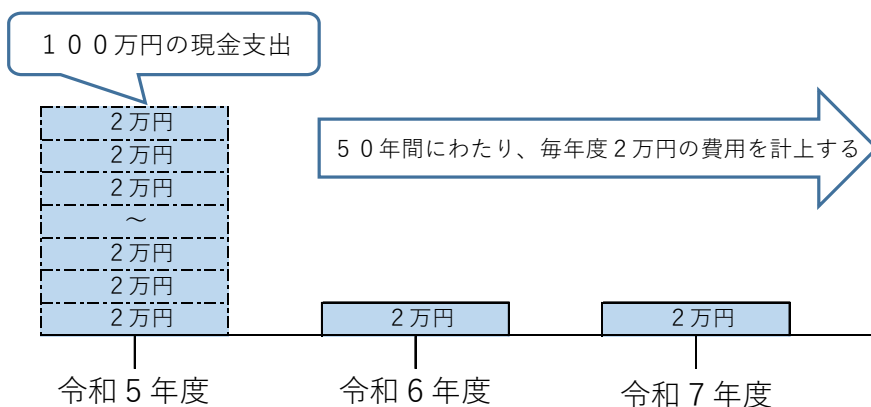 １００万円の現金支出
２万円
２万円
２万円
～
２万円
２万円
２万円
５０年間にわたり、毎年度２万円の費用を計上する
２万円
２万円
令和５年度
令和６年度
令和７年度